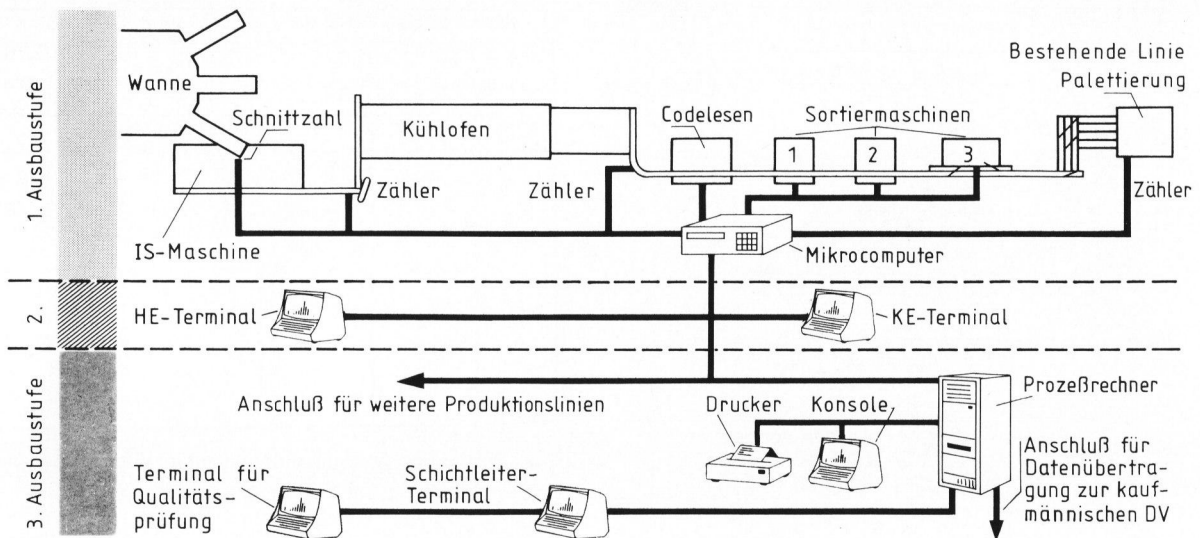 1. Ausbaustufe
Wanne
Schnittzahl
Kühlofen
Codelesen
Sortiermaschinen
Bestehende Linie
Palettierung
1
2
3
Zähler
Zähler
Zähler
IS-Maschine
Mikrocomputer
2.
HE-Terminal
KE-Terminal
3. Ausbaustufe
Anschluß für weitere Produktionslinien
Drucker
Konsole
Prozeßrechner
Terminal für
Qualitäts-
prüfung
Schichtleiter-
Terminal
Anschluß für
Datenübertra-
gung zur kauf-
männischen DV